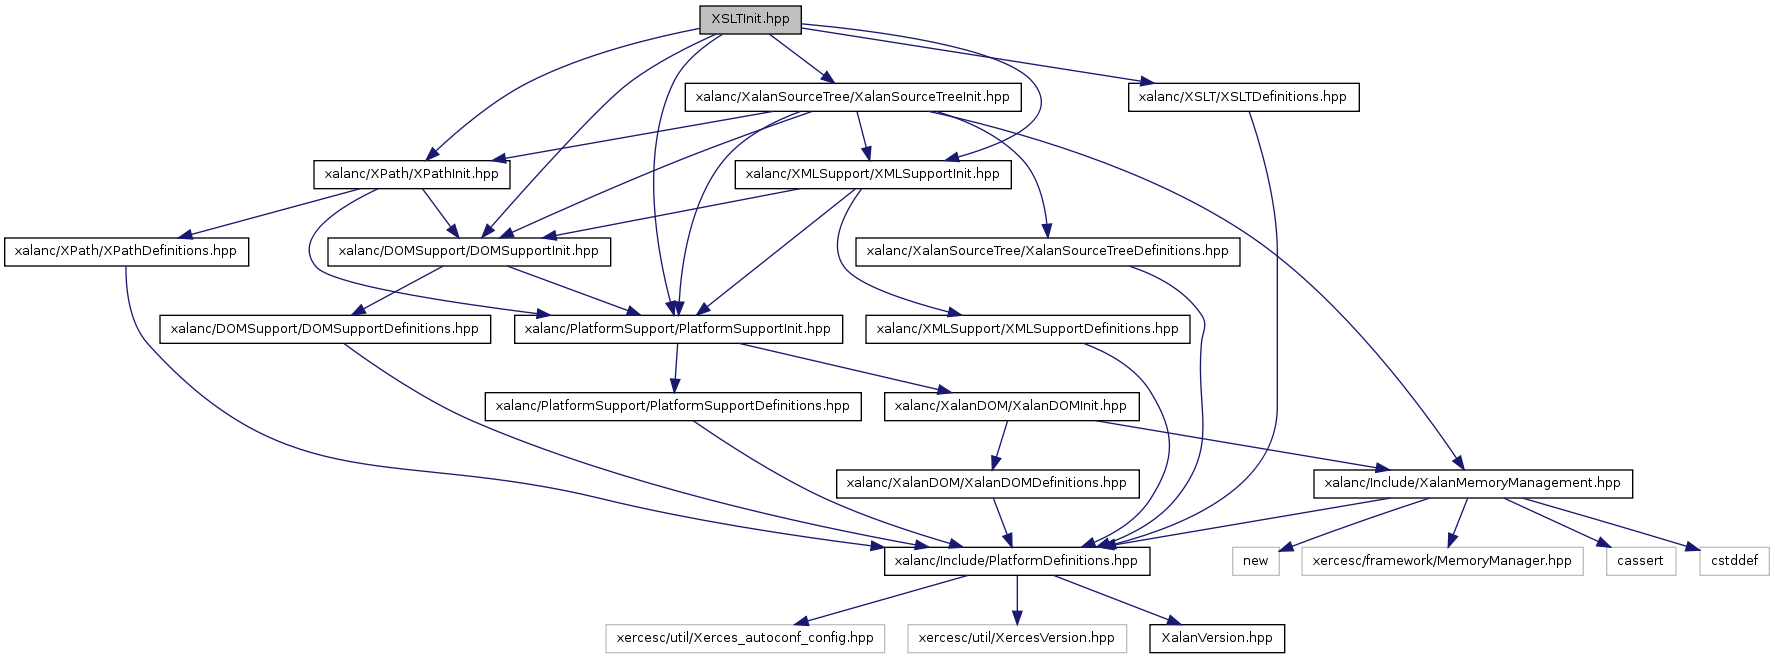 XSLTInit.hpp
xalanc/XalanSourceTree/XalanSourceTreeInit.hpp
xalanc/XSLT/XSLTDefinitions.hpp
xalanc/XPath/XPathInit.hpp
xalanc/XMLSupport/XMLSupportInit.hpp
xalanc/XPath/XPathDefinitions.hpp
xalanc/DOMSupport/DOMSupportInit.hpp
xalanc/XalanSourceTree/XalanSourceTreeDefinitions.hpp
xalanc/DOMSupport/DOMSupportDefinitions.hpp
xalanc/PlatformSupport/PlatformSupportInit.hpp
xalanc/XMLSupport/XMLSupportDefinitions.hpp
xalanc/PlatformSupport/PlatformSupportDefinitions.hpp
xalanc/XalanDOM/XalanDOMInit.hpp
xalanc/XalanDOM/XalanDOMDefinitions.hpp
xalanc/Include/XalanMemoryManagement.hpp
xalanc/Include/PlatformDefinitions.hpp
new
xercesc/framework/MemoryManager.hpp
cassert
cstddef
xercesc/util/Xerces_autoconf_config.hpp
xercesc/util/XercesVersion.hpp
XalanVersion.hpp